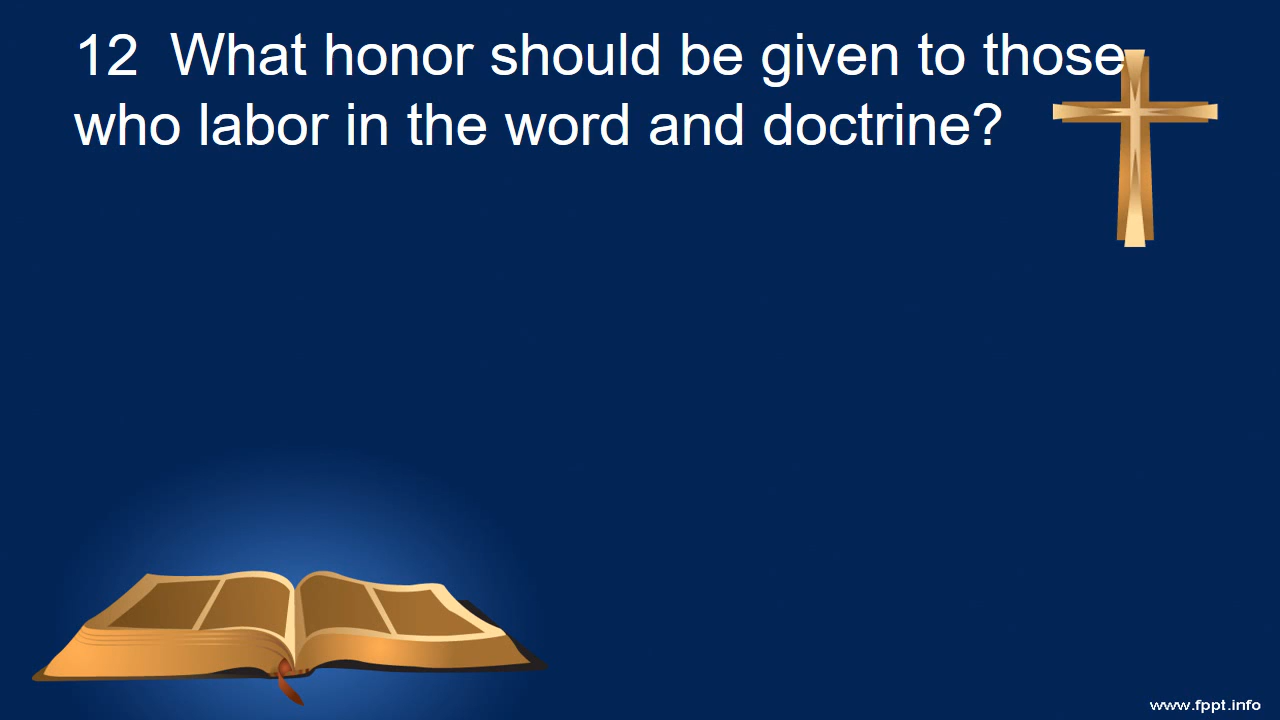 12  What honor should be given to those
who labor in the word and doctrine?
www.fppt.info